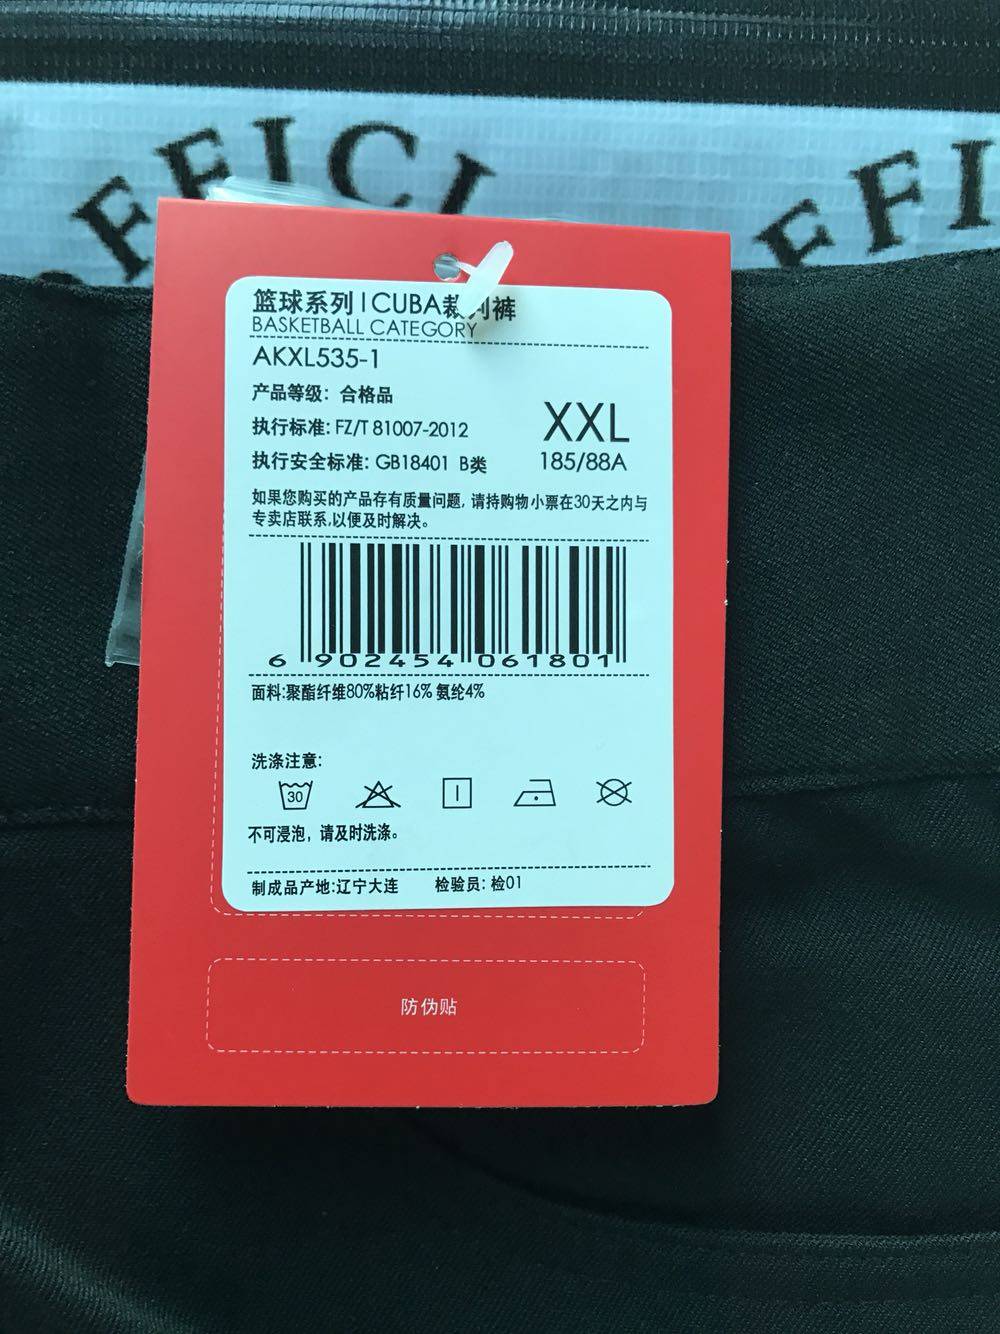 OFFICI
EFFI
篮球系列 | CUBA裁判裤
BASKETBALL CATEGORY
AKXL535-1
产品等级: 合格品
执行标准: FZ/T 81007-2012
XXL
执行安全标准: GB18401 B类
185/88A
如果您购买的产品存有质量问题, 请持购物小票在30天之内与
专卖店联系,以便及时解决。
6 902454 061801
面料:聚酯纤维80%粘纤16% 氨纶4%
洗涤注意:
30
不可浸泡, 请及时洗涤。
制成品产地:辽宁大连 检验员: 检01
防伪贴